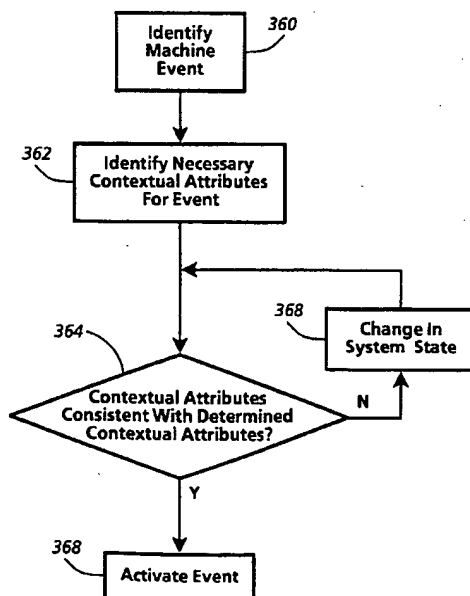 Identify
Machine
Event
360
362
Identify Necessary
Contextual Attributes
For Event
368
Change In
System State
364
Contextual Attributes
Consistent With Determined
Contextual Attributes?
N
Y
368
Activate Event